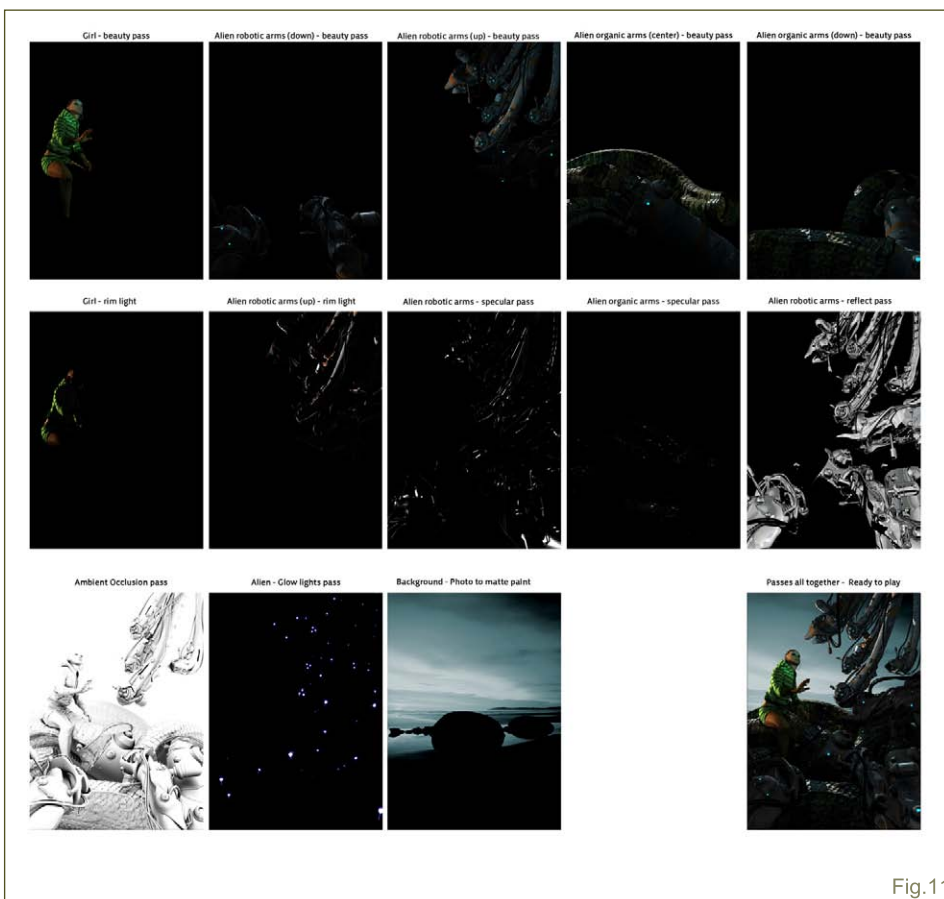 Girl - beauty pass
Alien robotic arms (down) - beauty pass
Alien robotic arms (up) - beauty pass
Alien organic arms (center) - beauty pass
Alien organic arms (down) - beauty pass
Girl - rim light
Alien robotic arms (up) - rim light
Alien robotic arms - specular pass
Alien organic arms - specular pass
Alien robotic arms - reflect pass
Ambient Occlusion pass
Alien - Glow lights pass
Background - Photo to matte paint
Passes all together - Ready to play
Fig.11